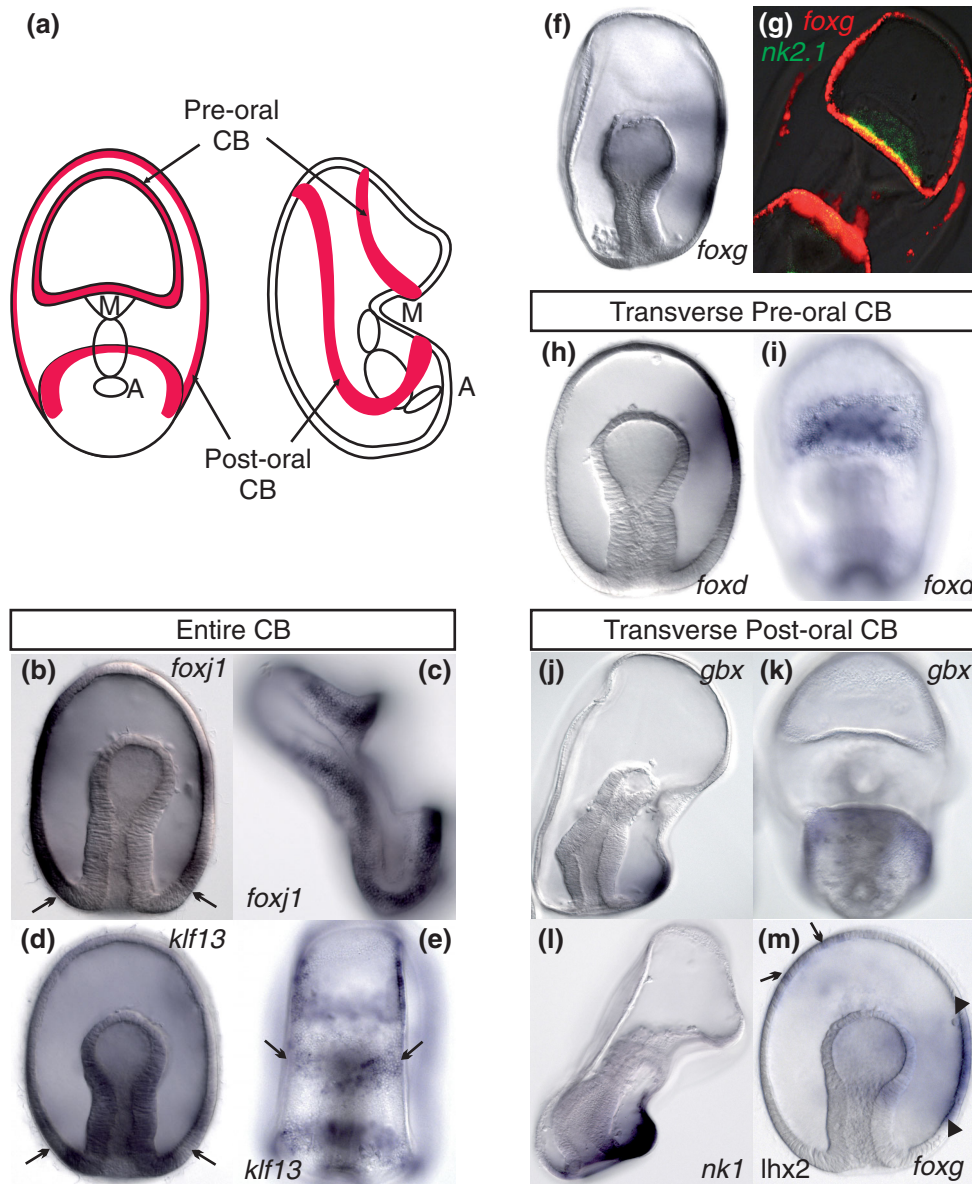 (a)
Pre-oral
CB
M
A
M
A
Post-oral
CB
(f)
foxg
(g) foxg
nk2.1
Transverse Pre-oral CB
(h)
foxd
(i)
foxd
Entire CB
(b)
foxj1
(c)
foxj1
(d)
klf13
(e)
klf13
Transverse Post-oral CB
(j)
gbx
(k)
gbx
(l)
nk1
(m)
lhx2
foxg